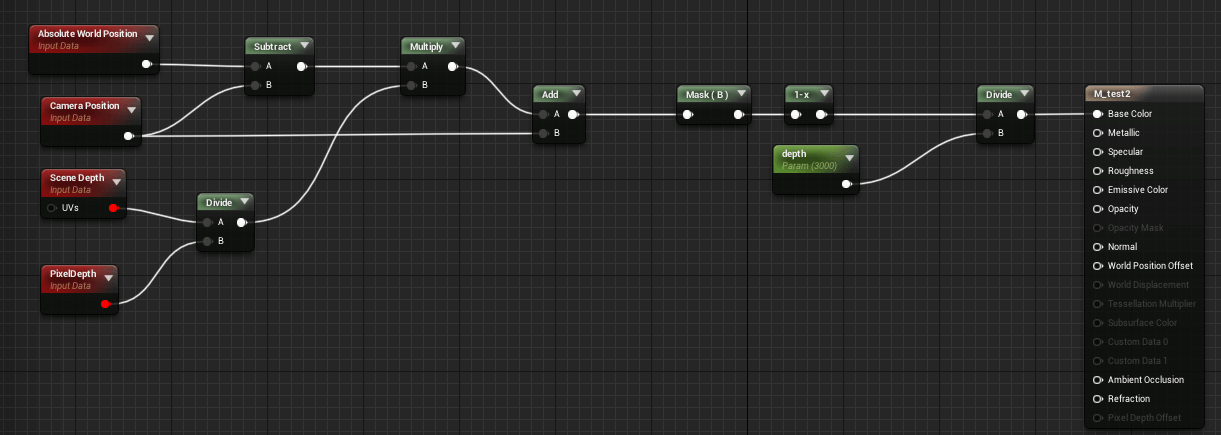 Absolute World Position
Input Data
Camera Position
Input Data
Scene Depth
Input Data
UVs
PixelDepth
Input Data
Subtract
A
B
Divide
A
B
Multiply
A
B
Add
A
B
Mask ( B )
1-x
depth
Param (3000)
Divide
A
B
M_test2
Base Color
Metallic
Specular
Roughness
Emissive Color
Opacity
Opacity Mask
Normal
World Position Offset
World Displacement
Tessellation Multiplier
Subsurface Color
Custom Data 0
Custom Data 1
Ambient Occlusion
Refraction
Pixel Depth Offset